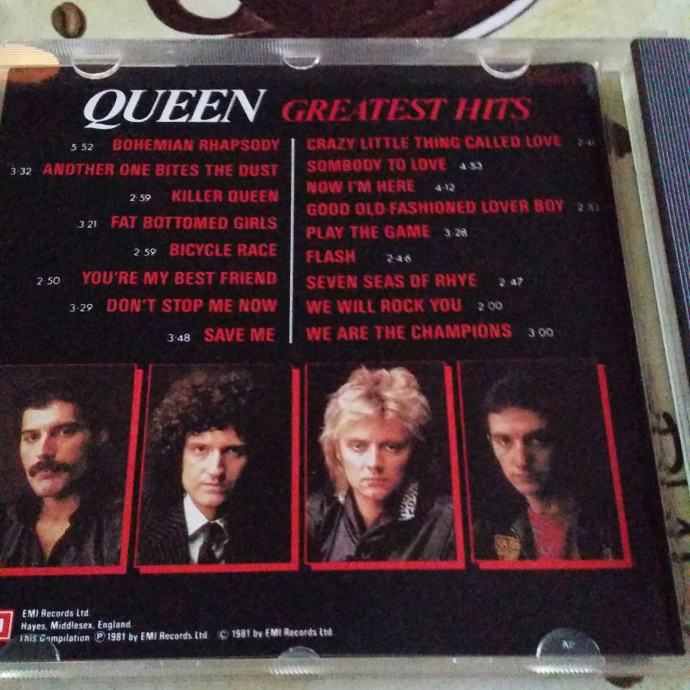 QUEEN GREATEST HITS
5·52 BOHEMIAN RHAPSODY
3·32 ANOTHER ONE BITES THE DUST
2·59 KILLER QUEEN
3·21 FAT BOTTOMED GIRLS
2·59 BICYCLE RACE
2·50 YOU'RE MY BEST FRIEND
3·29 DON'T STOP ME NOW
3·48 SAVE ME
CRAZY LITTLE THING CALLED LOVE
SOMBODY TO LOVE 4·53
NOW I'M HERE 4·12
GOOD OLD-FASHIONED LOVER BOY
PLAY THE GAME 3·28
FLASH 2·46
SEVEN SEAS OF RHYE 2·47
WE WILL ROCK YOU 2·00
WE ARE THE CHAMPIONS 3·00
EMI Records Ltd.
Hayes, Middlesex, England.
This Compilation ℗ 1981 by EMI Records Ltd. © 1981 by EMI Records Ltd.